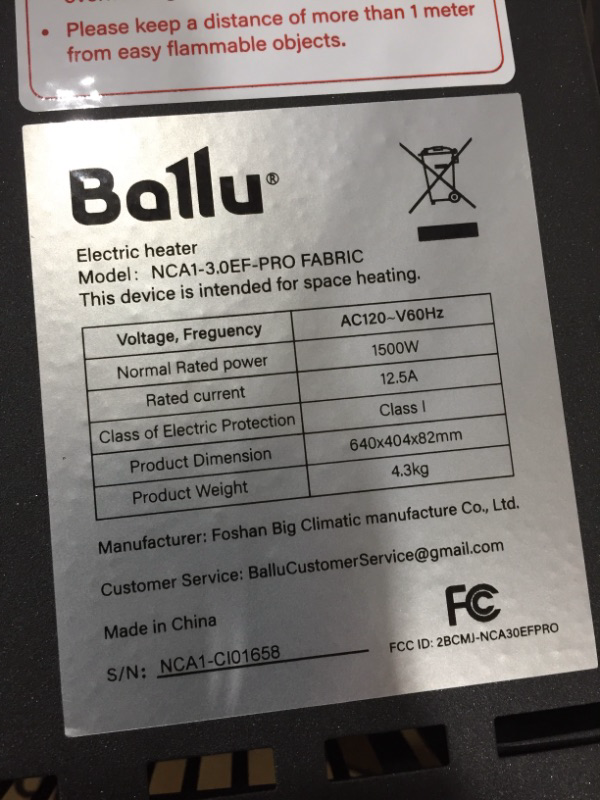 • Please keep a distance of more than 1 meter
from easy flammable objects.
Ballu®
Electric heater
Model: NCA1-3.0EF-PRO FABRIC
This device is intended for space heating.
Voltage, Freguency AC120~V60Hz
Normal Rated power 1500W
Rated current 12.5A
Class of Electric Protection Class I
Product Dimension 640x404x82mm
Product Weight 4.3kg
Manufacturer: Foshan Big Climatic manufacture Co., Ltd.
Customer Service: BalluCustomerService@gmail.com
Made in China
FC
S/N: NCA1-CI01658
FCC ID: 2BCMJ-NCA30EFPRO